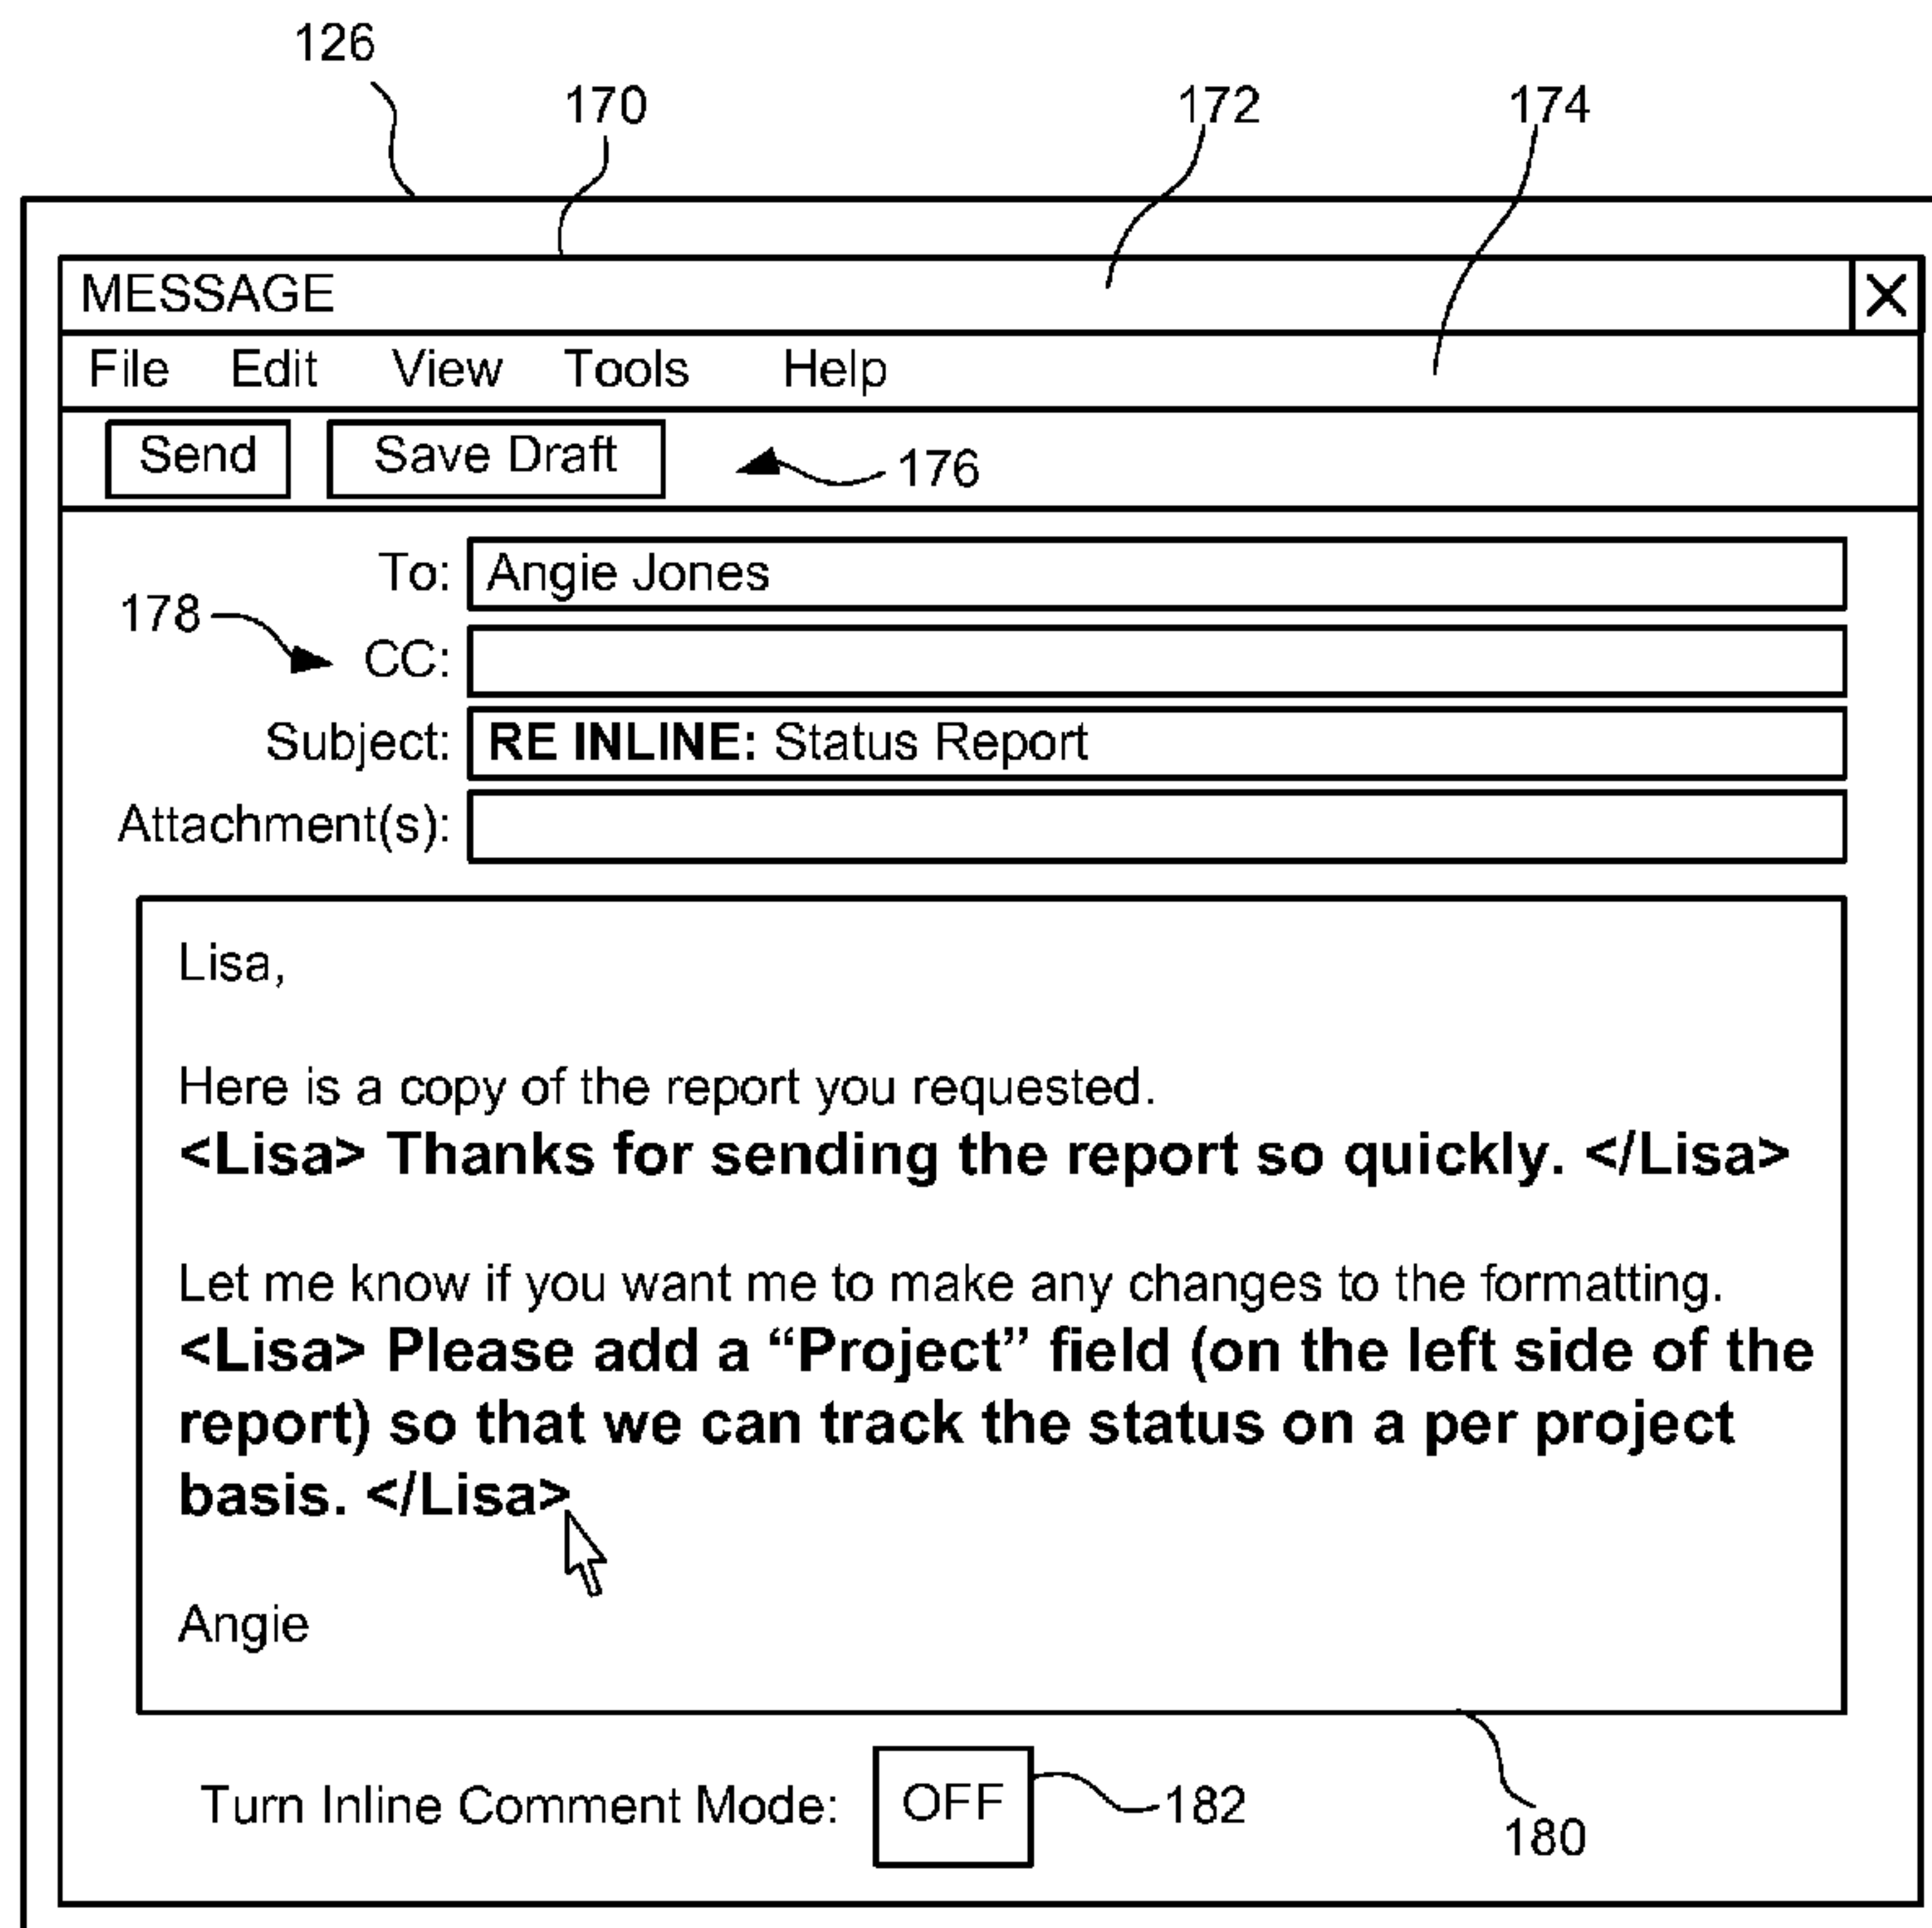 126
170
172
174
MESSAGE X
File Edit View Tools Help
Send Save Draft 176
To: Angie Jones
178
CC:
Subject: RE INLINE: Status Report
Attachment(s):
Lisa,
Here is a copy of the report you requested.
<Lisa> Thanks for sending the report so quickly. </Lisa>
Let me know if you want me to make any changes to the formatting.
<Lisa> Please add a “Project” field (on the left side of the
report) so that we can track the status on a per project
basis. </Lisa>
Angie
Turn Inline Comment Mode: OFF 182
180